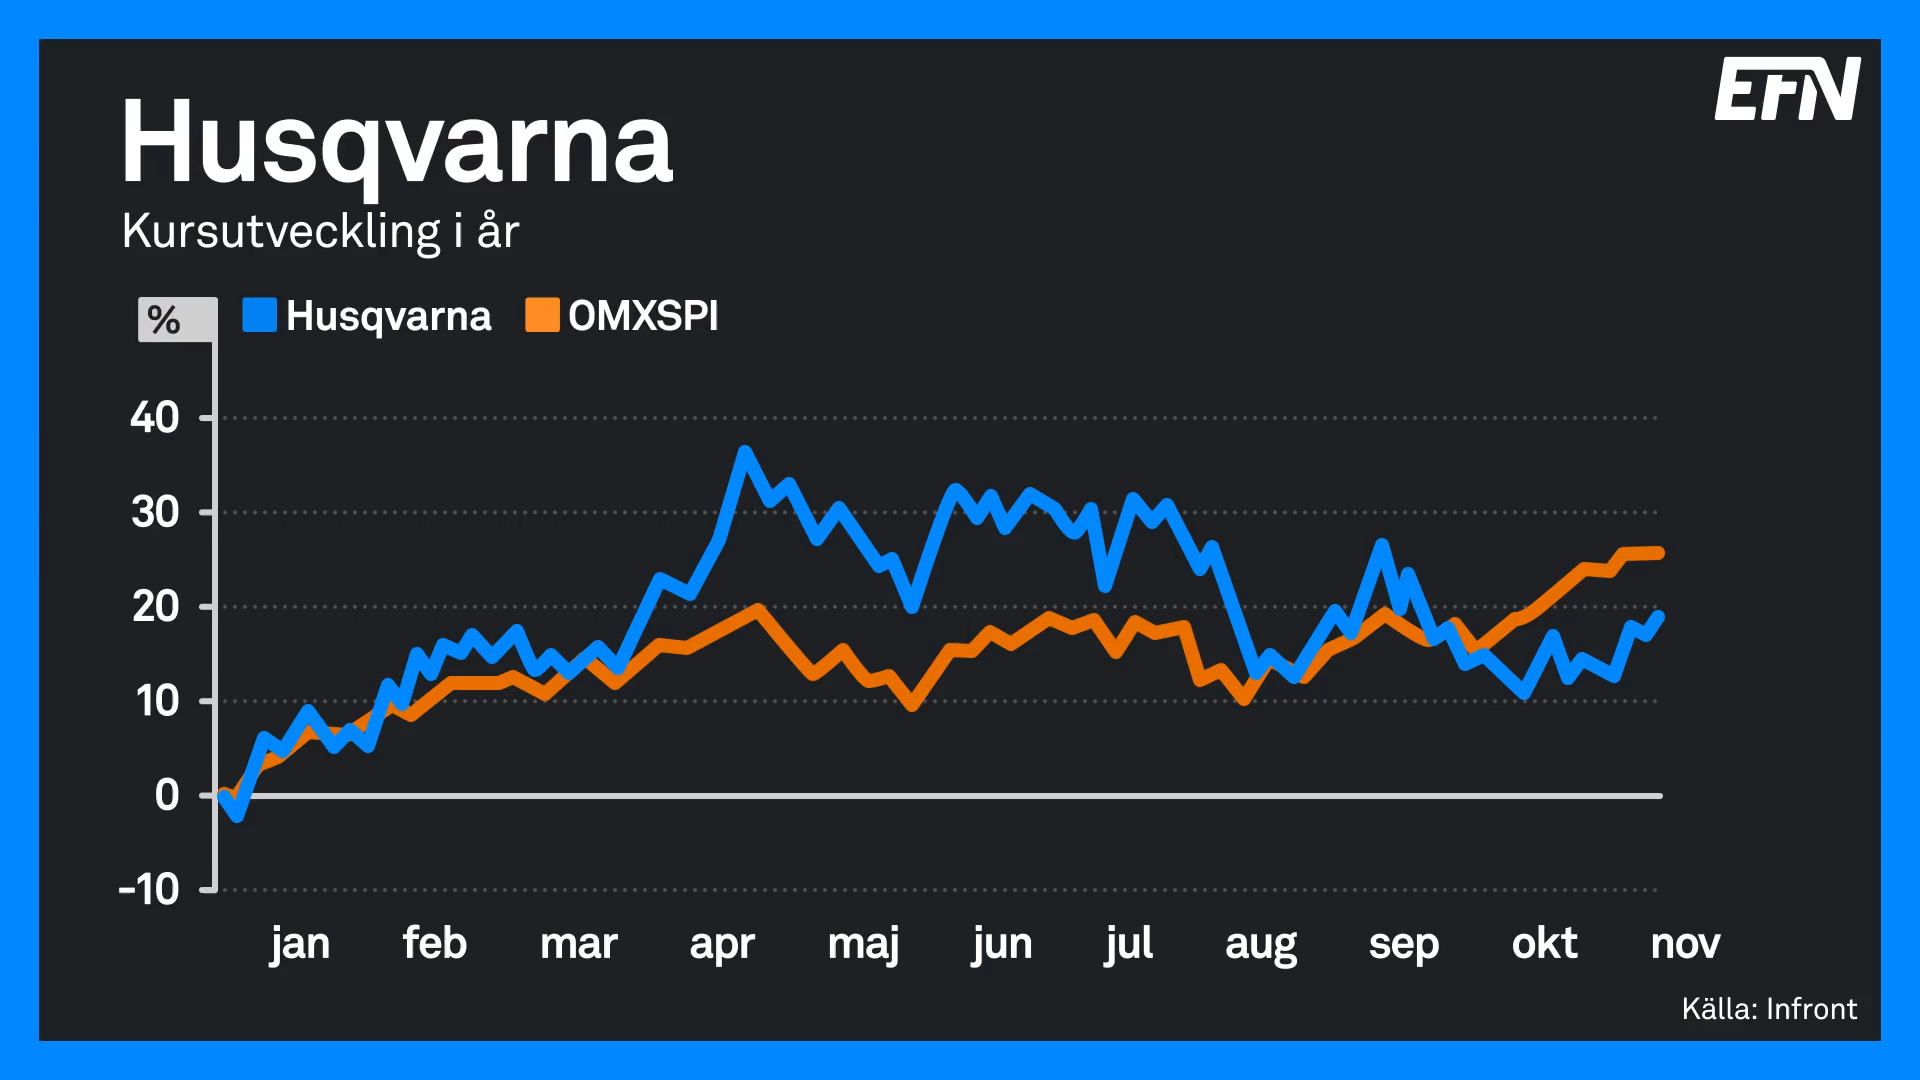 EFN
Husqvarna
Kursutveckling i år
% Husqvarna OMXSPI
40
30
20
10
0
-10
jan feb mar apr maj jun jul aug sep okt nov
Källa: Infront